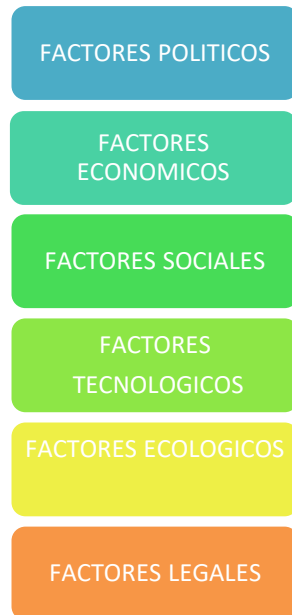 FACTORES POLITICOS
FACTORES
ECONOMICOS
FACTORES SOCIALES
FACTORES
TECNOLOGICOS
FACTORES ECOLOGICOS
FACTORES LEGALES